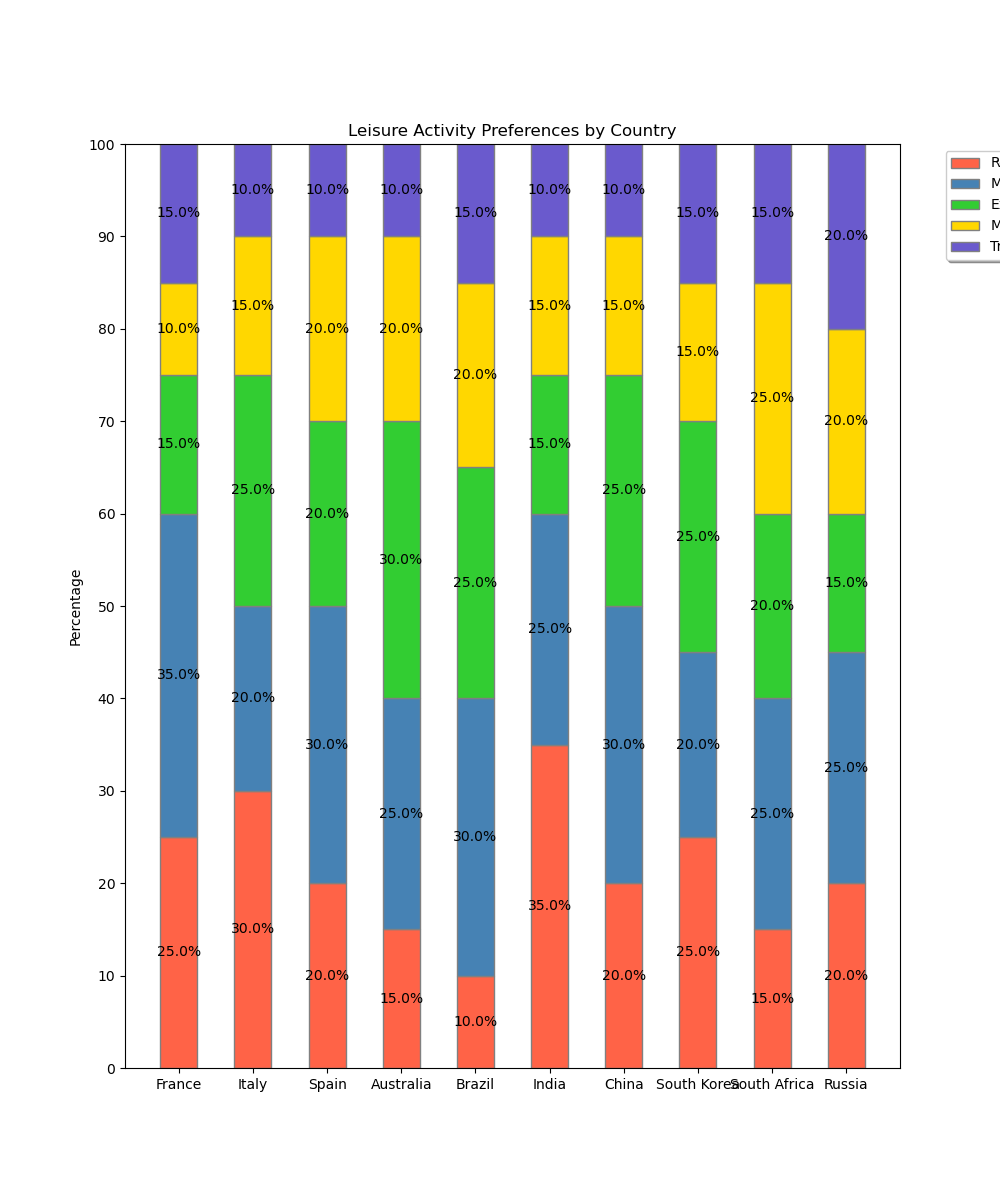 Leisure Activity Preferences by Country
Percentage
100
90
80
70
60
50
40
30
20
10
0
15.0% 10.0% 10.0% 10.0% 15.0% 10.0% 10.0% 15.0% 15.0% 20.0%
10.0% 15.0% 20.0% 20.0% 20.0% 15.0% 15.0% 15.0% 25.0% 20.0%
15.0% 25.0% 20.0% 30.0% 25.0% 15.0% 25.0% 25.0% 20.0% 15.0%
35.0% 20.0% 30.0% 25.0% 30.0% 25.0% 30.0% 20.0% 25.0% 25.0%
25.0% 30.0% 20.0% 15.0% 10.0% 35.0% 20.0% 25.0% 15.0% 20.0%
France Italy Spain Australia Brazil India China South Korea South Africa Russia